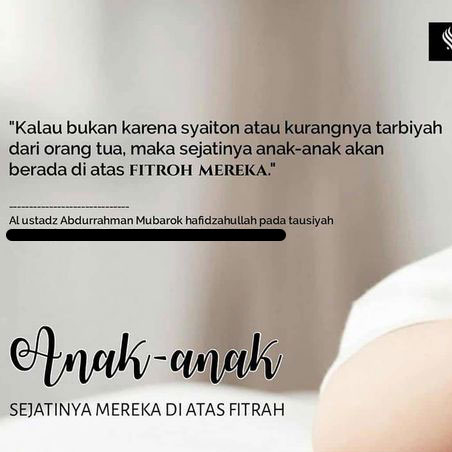 "Kalau bukan karena syaiton atau kurangnya tarbiyah
dari orang tua, maka sejatinya anak-anak akan
berada di atas FITROH MEREKA."
------------------------------
Al ustadz Abdurrahman Mubarok hafidzahullah pada tausiyah
Anak-anak
SEJATINYA MEREKA DI ATAS FITRAH